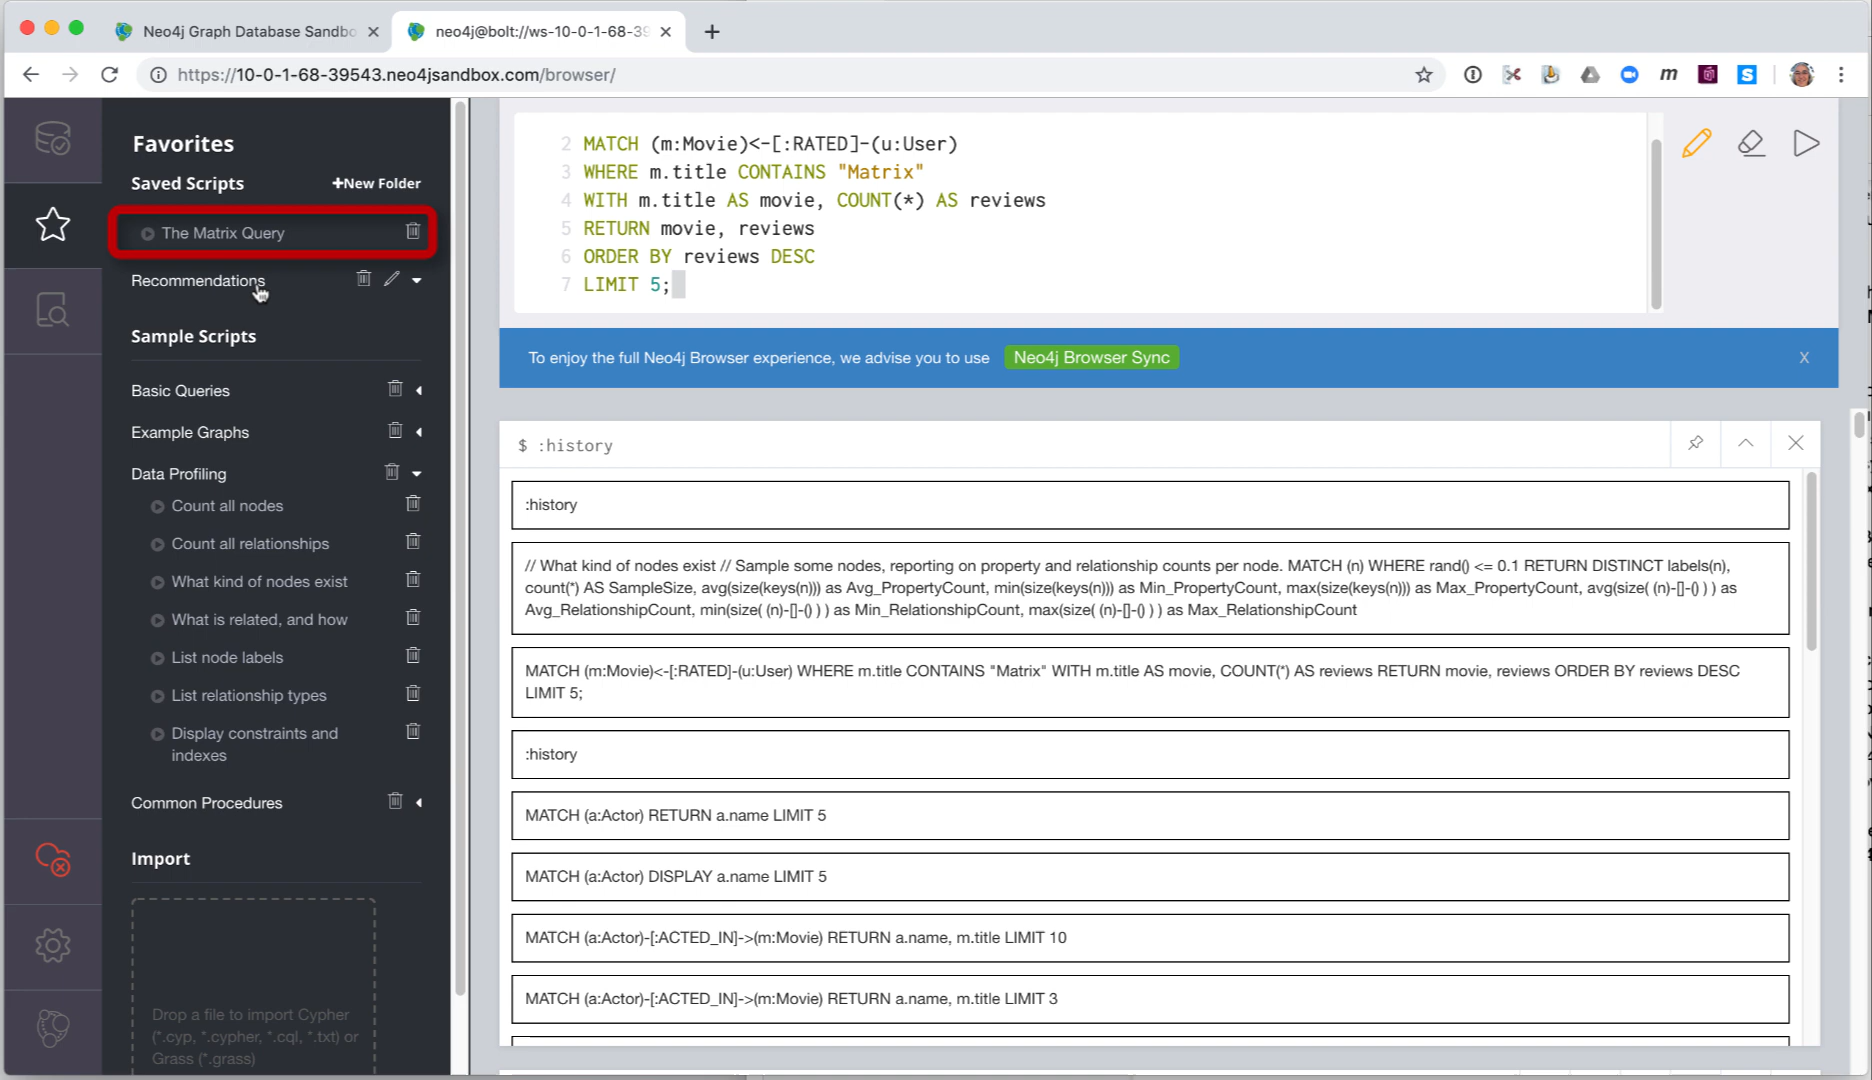 Neo4j Graph Database Sandbo
neo4j@bolt://ws-10-0-1-68-39
https://10-0-1-68-39543.neo4jsandbox.com/browser/
Favorites
Saved Scripts
+New Folder
The Matrix Query
Recommendations
Sample Scripts
Basic Queries
Example Graphs
Data Profiling
Count all nodes
Count all relationships
What kind of nodes exist
What is related, and how
List node labels
List relationship types
Display constraints and
indexes
Common Procedures
Import
Drop a file to import Cypher
(*.cyp, *.cypher, *.cql, *.txt) or
Grass (*.grass)
2 MATCH (m:Movie)<-[:RATED]-(u:User)
3 WHERE m.title CONTAINS "Matrix"
4 WITH m.title AS movie, COUNT(*) AS reviews
5 RETURN movie, reviews
6 ORDER BY reviews DESC
7 LIMIT 5;
To enjoy the full Neo4j Browser experience, we advise you to use Neo4j Browser Sync X
$ :history
:history
// What kind of nodes exist // Sample some nodes, reporting on property and relationship counts per node. MATCH (n) WHERE rand() <= 0.1 RETURN DISTINCT labels(n),
count(*) AS SampleSize, avg(size(keys(n))) as Avg_PropertyCount, min(size(keys(n))) as Min_PropertyCount, max(size(keys(n))) as Max_PropertyCount, avg(size( (n)-[]-() ) ) as
Avg_RelationshipCount, min(size( (n)-[]-() ) ) as Min_RelationshipCount, max(size( (n)-[]-() ) ) as Max_RelationshipCount
MATCH (m:Movie)<-[:RATED]-(u:User) WHERE m.title CONTAINS "Matrix" WITH m.title AS movie, COUNT(*) AS reviews RETURN movie, reviews ORDER BY reviews DESC
LIMIT 5;
:history
MATCH (a:Actor) RETURN a.name LIMIT 5
MATCH (a:Actor) DISPLAY a.name LIMIT 5
MATCH (a:Actor)-[:ACTED_IN]->(m:Movie) RETURN a.name, m.title LIMIT 10
MATCH (a:Actor)-[:ACTED_IN]->(m:Movie) RETURN a.name, m.title LIMIT 3